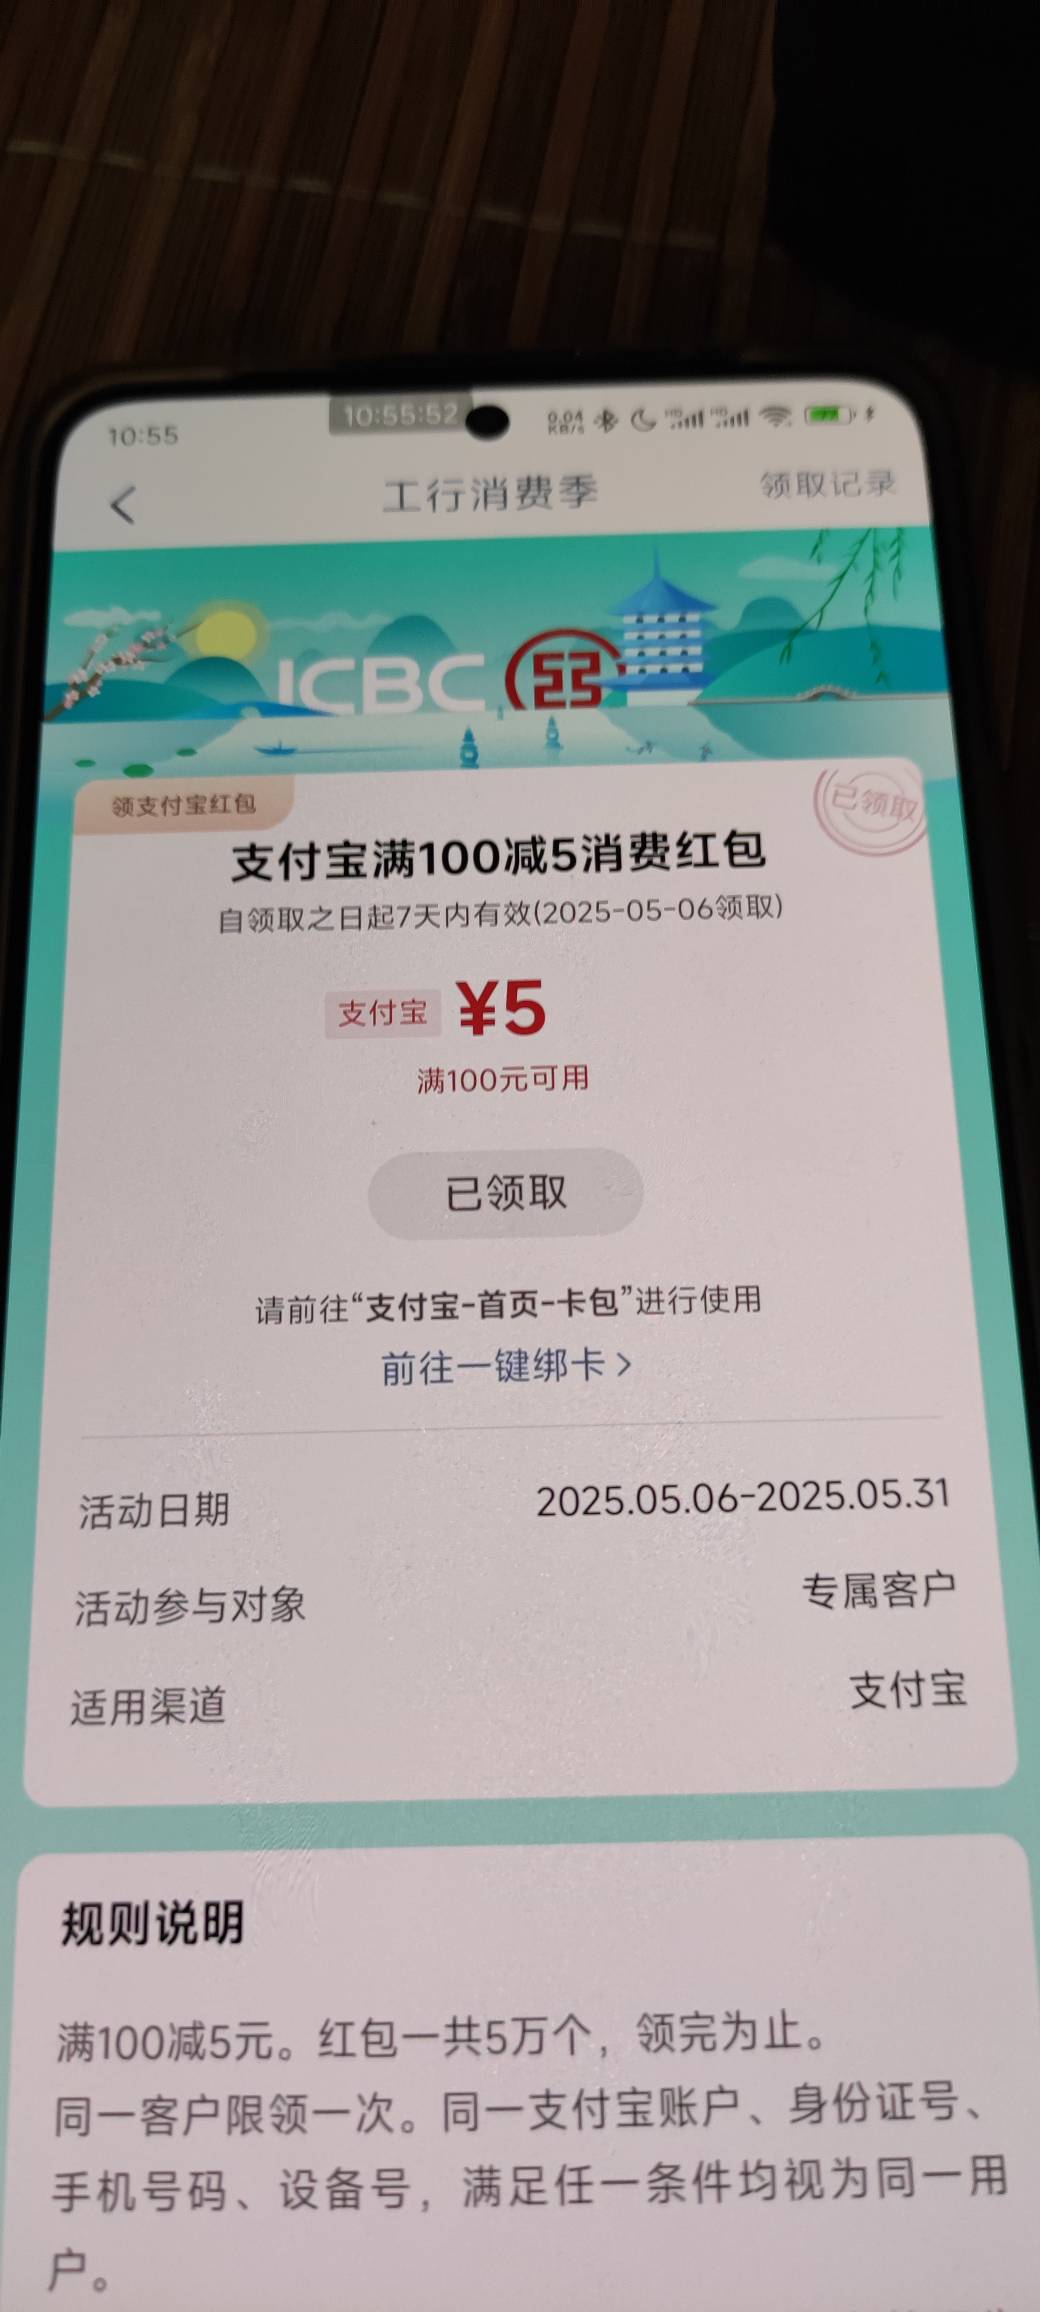 10:55
10:55:52
0.04
KB/s
工行消费季
领取记录
ICBC
领支付宝红包
已领取
支付宝满100减5消费红包
自领取之日起7天内有效(2025-05-06领取)
支付宝 ¥5
满100元可用
已领取
请前往“支付宝-首页-卡包”进行使用
前往一键绑卡 >
活动日期 2025.05.06-2025.05.31
活动参与对象 专属客户
适用渠道 支付宝
规则说明
满100减5元。红包一共5万个，领完为止。
同一客户限领一次。同一支付宝账户、身份证号、
手机号码、设备号，满足任一条件均视为同一用
户。